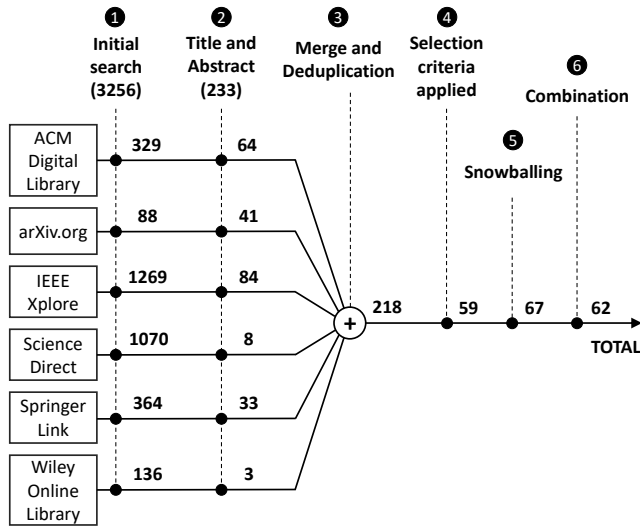 1
Initial
search
(3256)
2
Title and
Abstract
(233)
3
Merge and
Deduplication
4
Selection
criteria
applied
5
Snowballing
6
Combination
ACM
Digital
Library
329
64
arXiv.org
88
41
IEEE
Xplore
1269
84
Science
Direct
1070
8
Springer
Link
364
33
Wiley
Online
Library
136
3
+
218
59
67
62
TOTAL